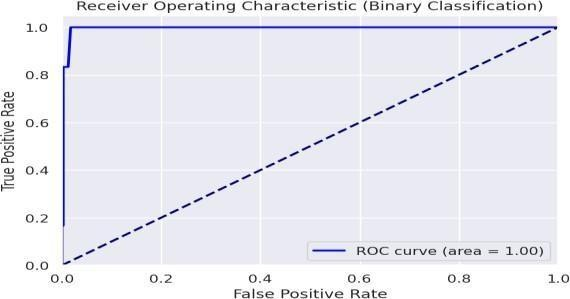 Receiver Operating Characteristic (Binary Classification)
1.0
0.8
0.6
0.4
0.2
0.0
True Positive Rate
ROC curve (area = 1.00)
0.0 0.2 0.4 0.6 0.8 1.0
False Positive Rate